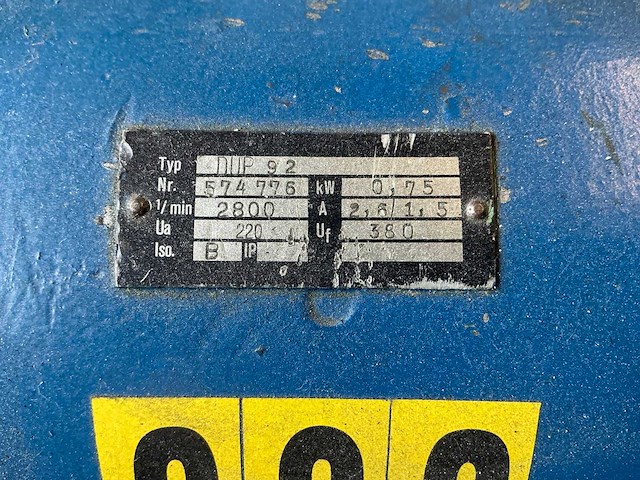 Typ DIIP 92
Nr. 574776 kW 0,75
1/min 2800 A 2,6/1,5
Ua 220 Uf 380
Iso. B IP